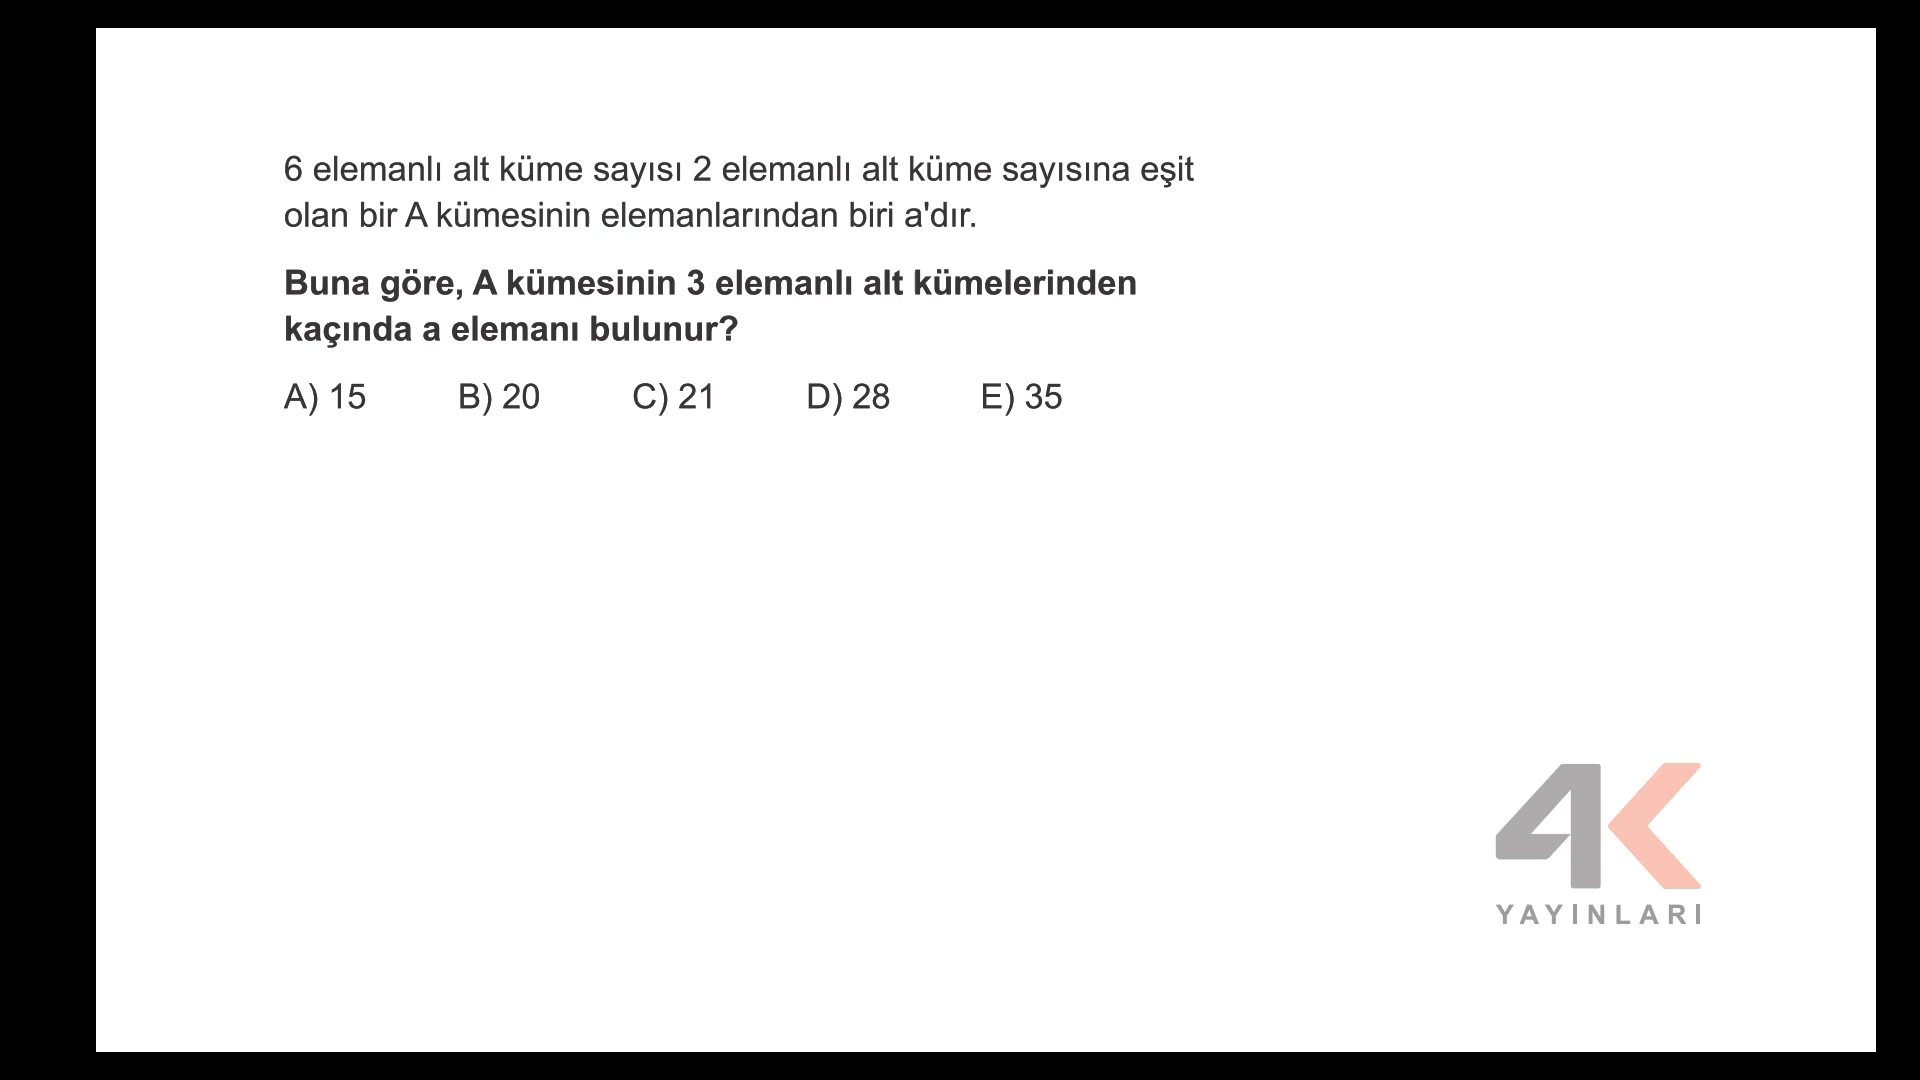 6 elemanlı alt küme sayısı 2 elemanlı alt küme sayısına eşit
olan bir A kümesinin elemanlarından biri a'dır.
Buna göre, A kümesinin 3 elemanlı alt kümelerinden
kaçında a elemanı bulunur?
A) 15 B) 20 C) 21 D) 28 E) 35
4K
YAYINLARI